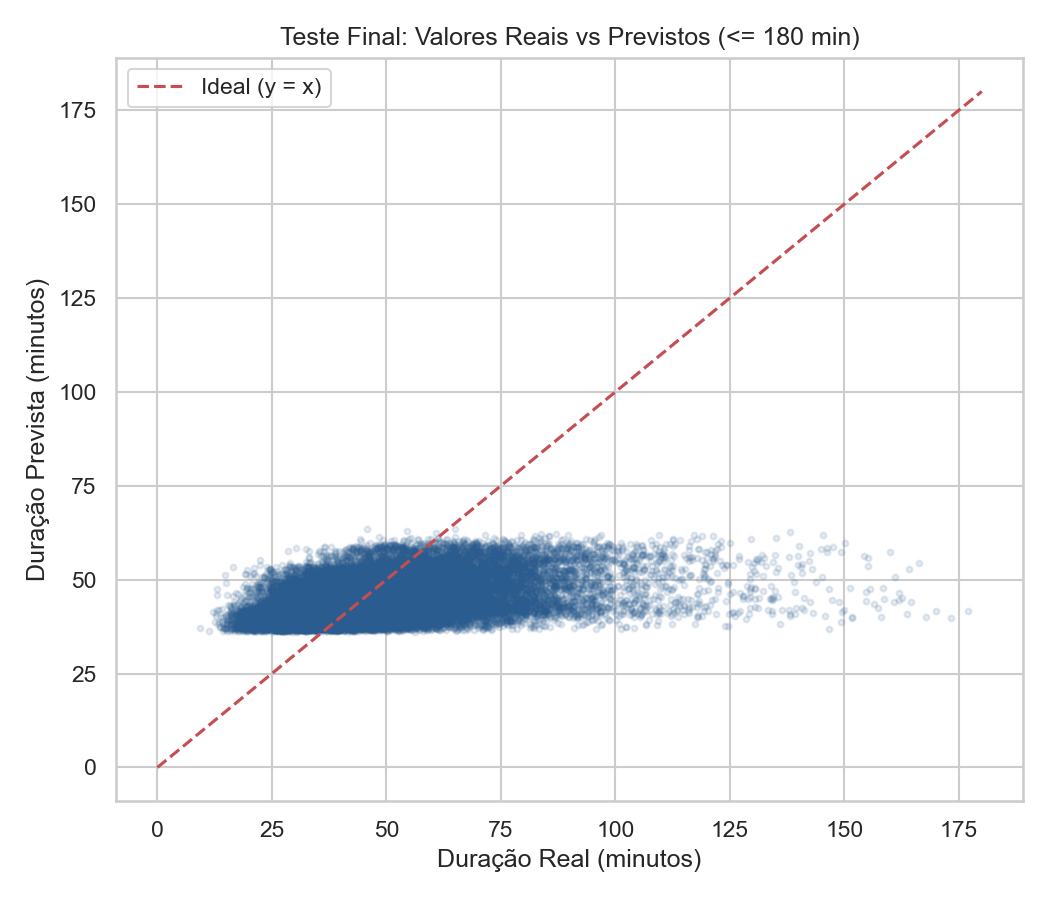 Teste Final: Valores Reais vs Previstos (<= 180 min)
Ideal (y = x)
175
150
125
100
75
50
25
0
Duração Prevista (minutos)
0 25 50 75 100 125 150 175
Duração Real (minutos)